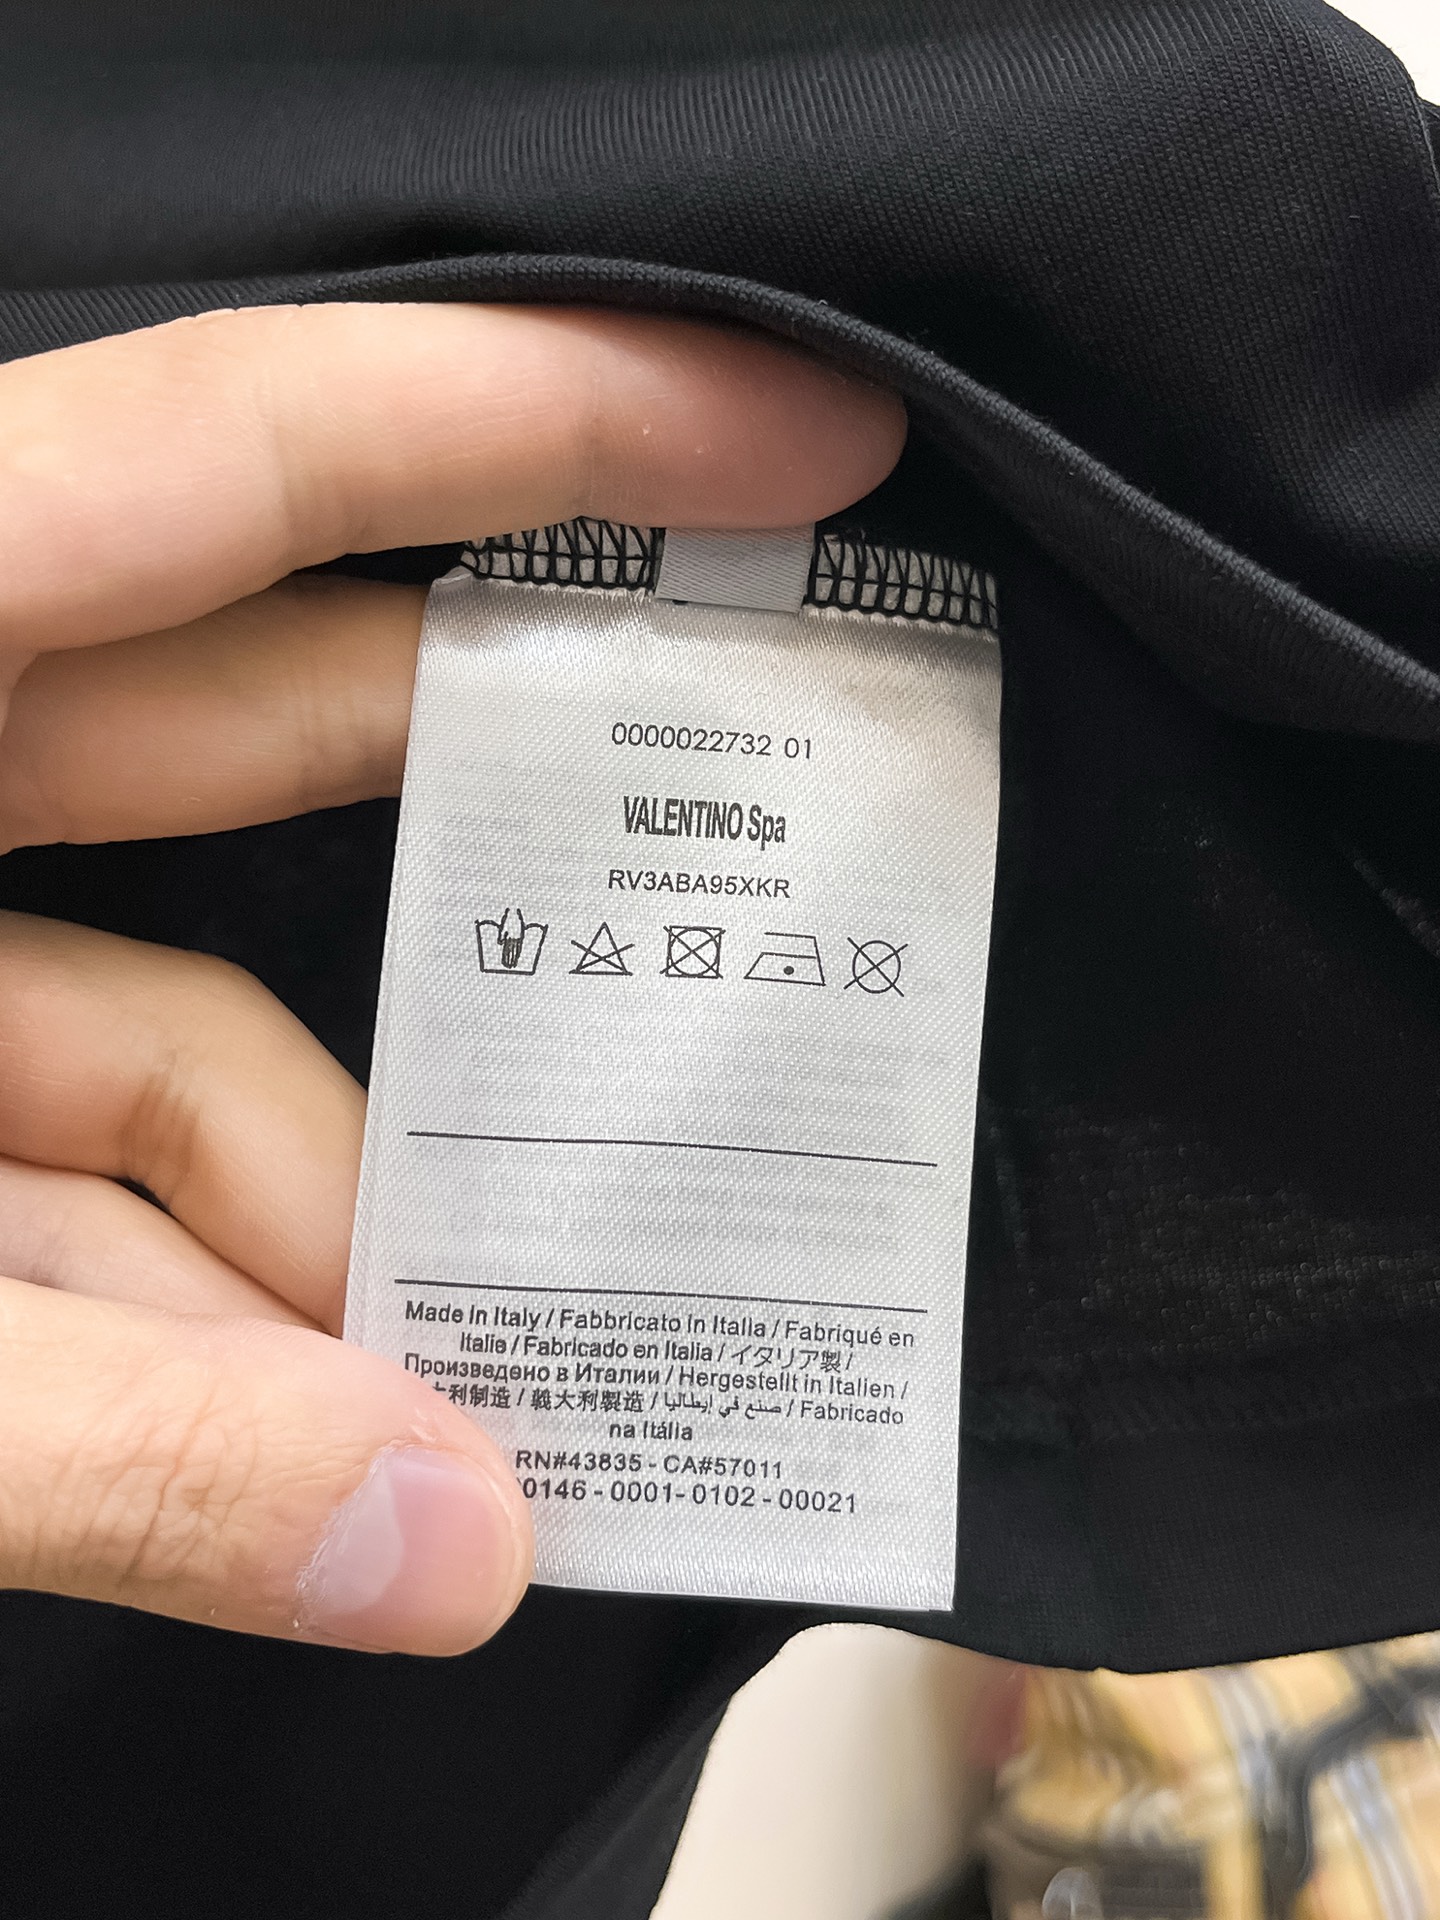 0000022732 01
VALENTINO Spa
RV3ABA95XKR
Made in Italy / Fabbricato in Italia / Fabriqué en
Italie / Fabricado en Italia / イタリア製 /
Произведено в Италии / Hergestellt in Italien /
大利制造 / 義大利製造 / صنع في إيطاليا / Fabricado
na Itália
RN#43835 - CA#57011
0146 - 0001- 0102 - 00021